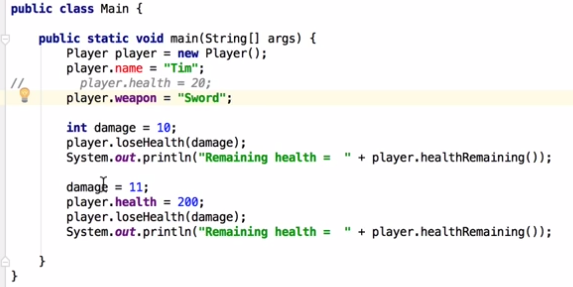 public class Main {
public static void main(String[] args) {
Player player = new Player();
player.name = "Tim";
//        player.health = 20;
player.weapon = "Sword";
int damage = 10;
player.loseHealth(damage);
System.out.println("Remaining health =  " + player.healthRemaining());
damage = 11;
player.health = 200;
player.loseHealth(damage);
System.out.println("Remaining health =  " + player.healthRemaining());
}
}